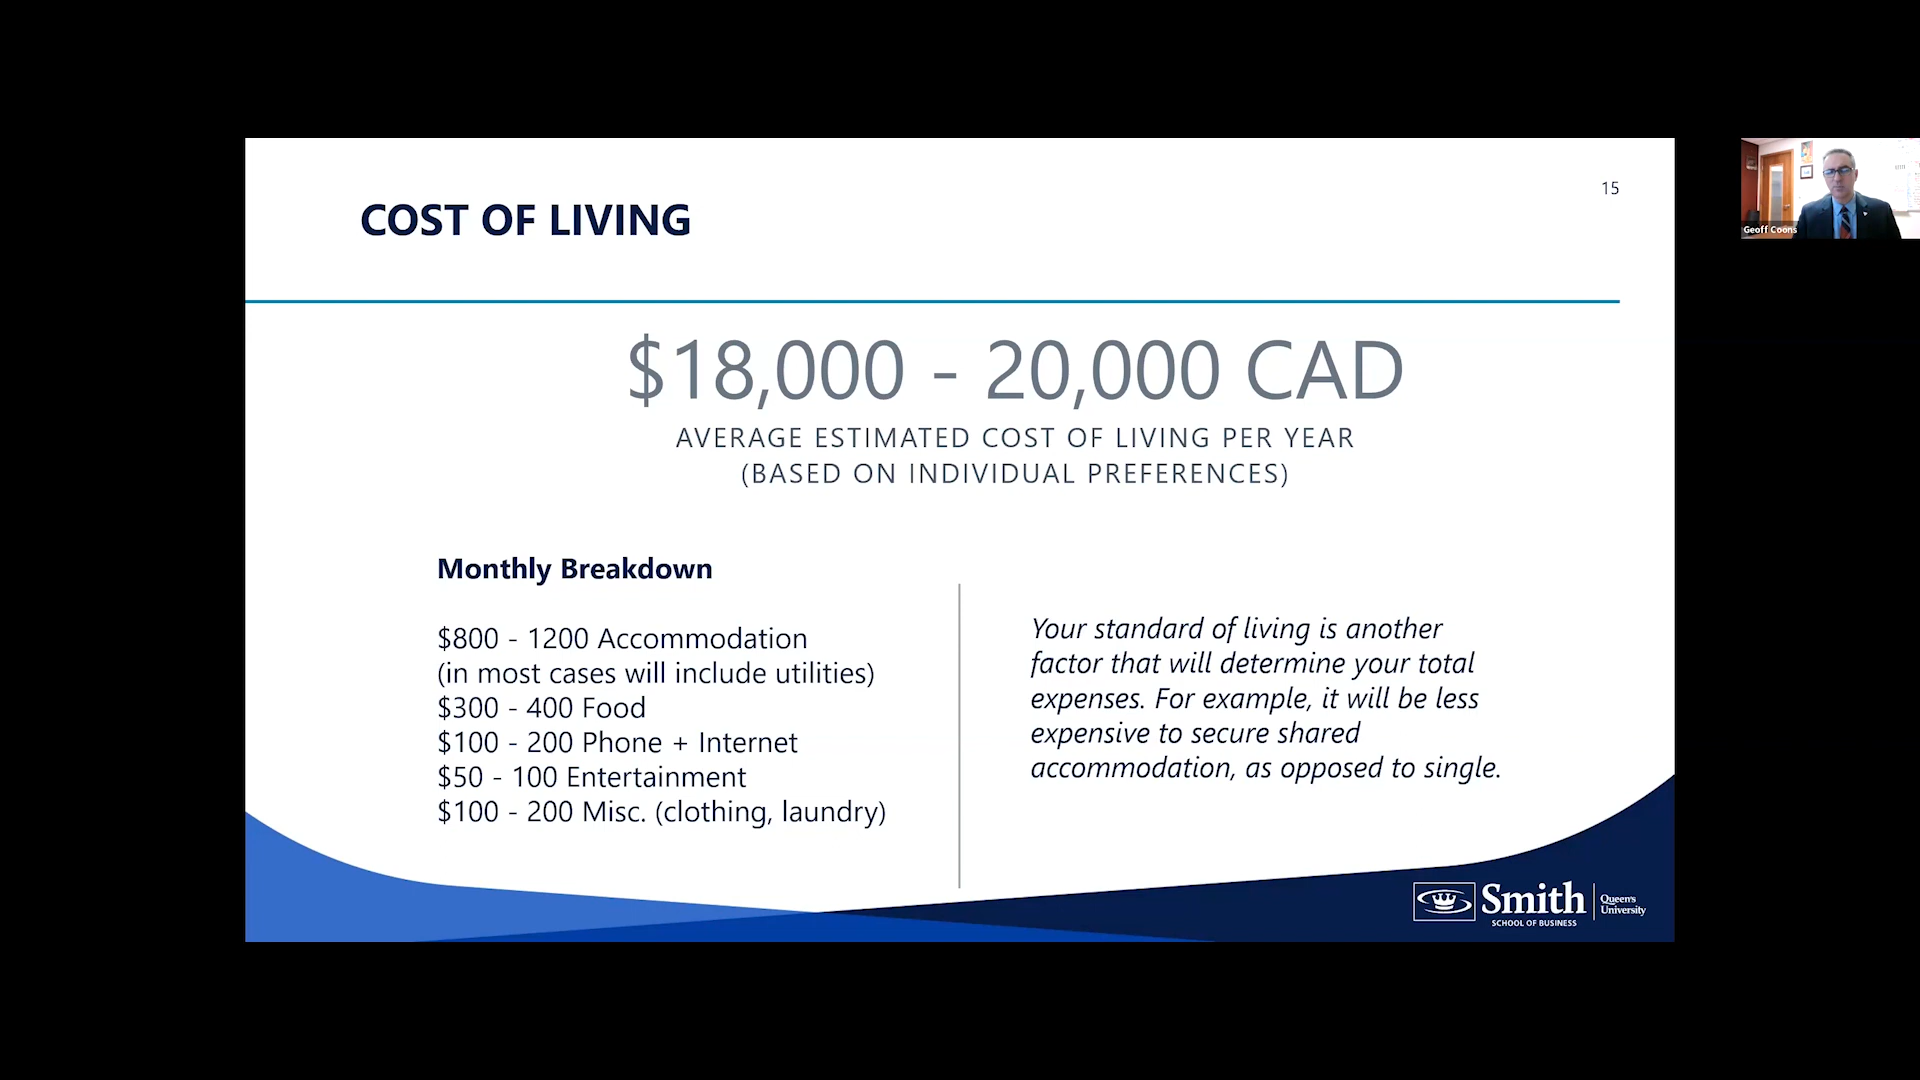 15
COST OF LIVING
Geoff Coons
$18,000 - 20,000 CAD
AVERAGE ESTIMATED COST OF LIVING PER YEAR
(BASED ON INDIVIDUAL PREFERENCES)
Monthly Breakdown
$800 - 1200 Accommodation
(in most cases will include utilities)
$300 - 400 Food
$100 - 200 Phone + Internet
$50 - 100 Entertainment
$100 - 200 Misc. (clothing, laundry)
Your standard of living is another
factor that will determine your total
expenses. For example, it will be less
expensive to secure shared
accommodation, as opposed to single.
Smith
SCHOOL OF BUSINESS
Queen's
University